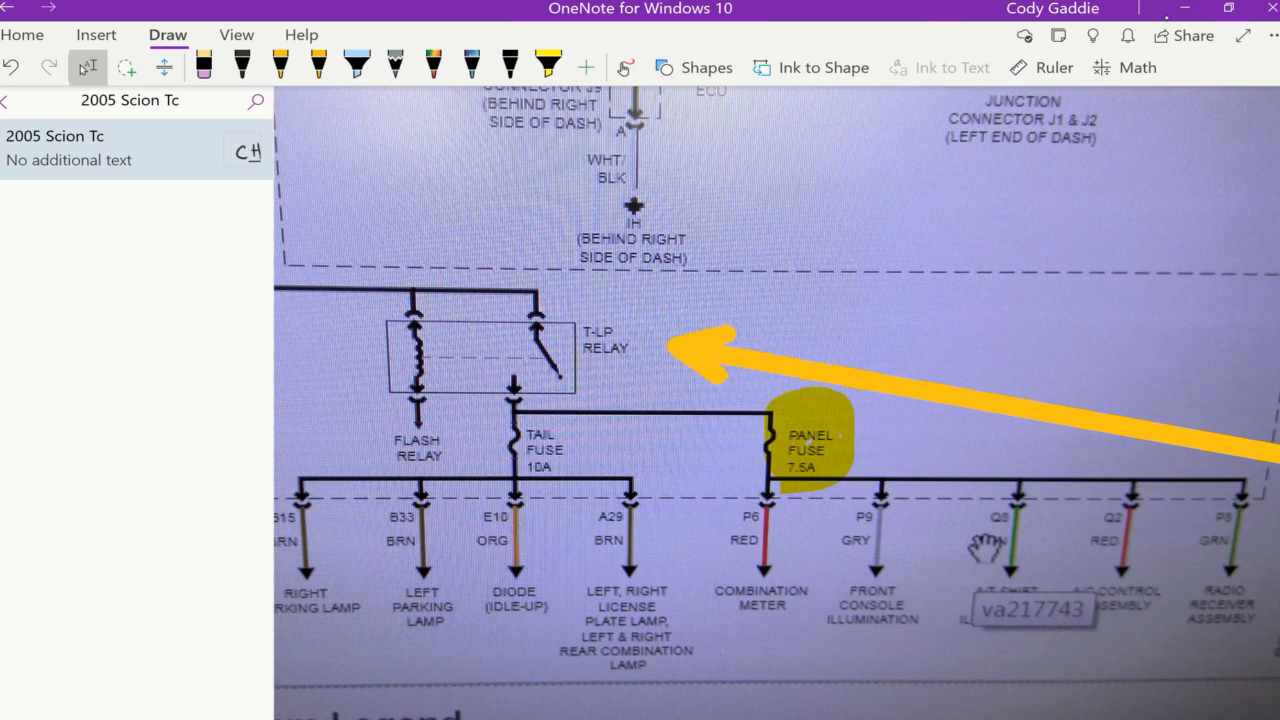 OneNote for Windows 10
Cody Gaddie
Home Insert Draw View Help
Share
Shapes Ink to Shape Ink to Text Ruler Math
2005 Scion Tc
2005 Scion Tc
No additional text
CH
CONNECTOR J9
(BEHIND RIGHT
SIDE OF DASH)
ECU
A
JUNCTION
CONNECTOR J1 & J2
(LEFT END OF DASH)
WHT/
BLK
IH
(BEHIND RIGHT
SIDE OF DASH)
T-LP
RELAY
FLASH
RELAY
TAIL
FUSE
10A
PANEL
FUSE
7.5A
B15 B33 E10 A29 P6 P9 Q8 Q2 P8
BRN ORG BRN RED GRY RED GRN
RIGHT
LAMP
LEFT
PARKING
LAMP
DIODE
(IDLE-UP)
LEFT, RIGHT
LICENSE
PLATE LAMP,
LEFT & RIGHT
REAR COMBINATION
LAMP
COMBINATION
METER
FRONT
CONSOLE
ILLUMINATION
CONTROL
va217743
RADIO
RECEIVER
ASSEMBLY